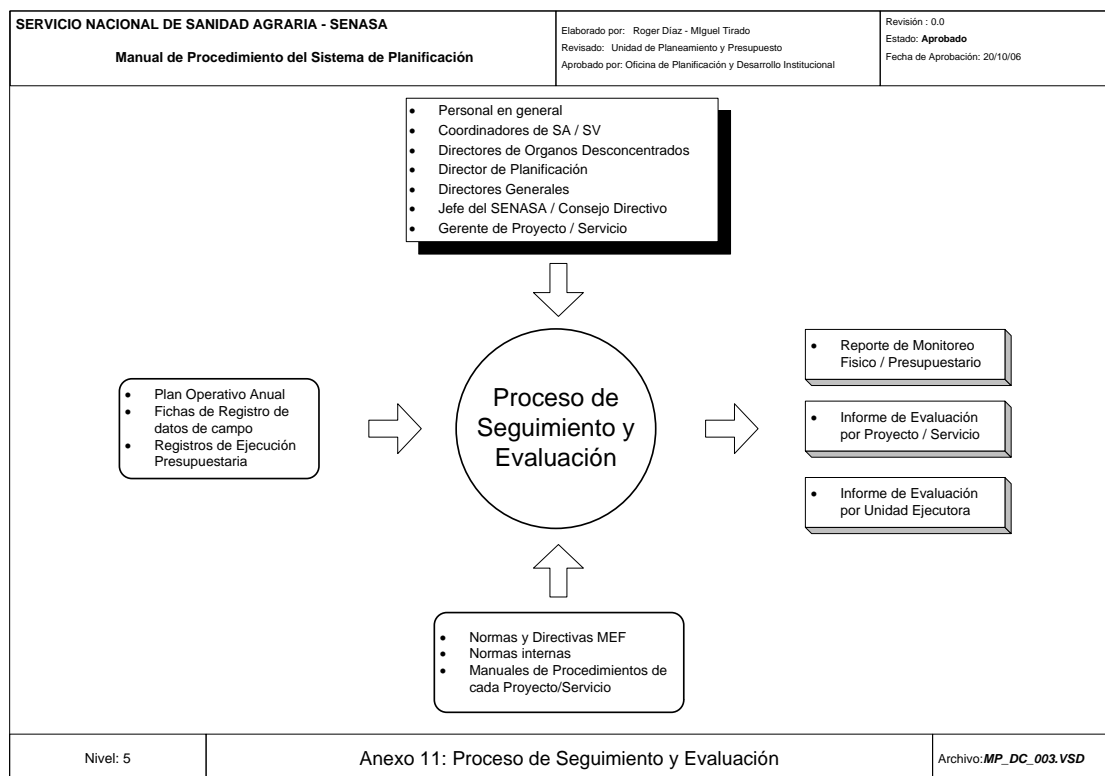 SERVICIO NACIONAL DE SANIDAD AGRARIA - SENASA
Manual de Procedimiento del Sistema de Planificación
Elaborado por: Roger Díaz - MIguel Tirado
Revisado: Unidad de Planeamiento y Presupuesto
Aprobado por: Oficina de Planificación y Desarrollo Institucional
Revisión : 0.0
Estado: Aprobado
Fecha de Aprobación: 20/10/06
• Personal en general
• Coordinadores de SA / SV
• Directores de Organos Desconcentrados
• Director de Planificación
• Directores Generales
• Jefe del SENASA / Consejo Directivo
• Gerente de Proyecto / Servicio
• Plan Operativo Anual
• Fichas de Registro de
datos de campo
• Registros de Ejecución
Presupuestaria
Proceso de
Seguimiento y
Evaluación
• Reporte de Monitoreo
Fisico / Presupuestario
• Informe de Evaluación
por Proyecto / Servicio
• Informe de Evaluación
por Unidad Ejecutora
• Normas y Directivas MEF
• Normas internas
• Manuales de Procedimientos de
cada Proyecto/Servicio
Nivel: 5
Anexo 11: Proceso de Seguimiento y Evaluación
Archivo:MP_DC_003.VSD